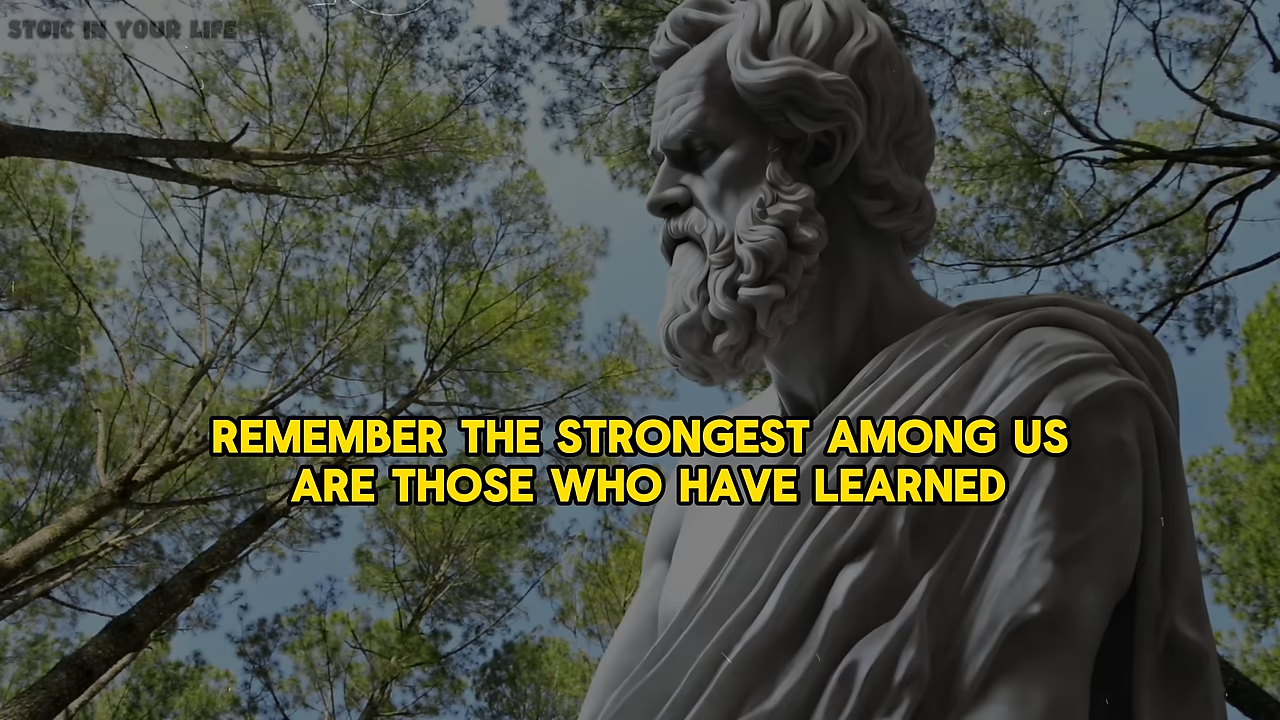 STOIC IN YOUR LIFE
REMEMBER THE STRONGEST AMONG US
ARE THOSE WHO HAVE LEARNED